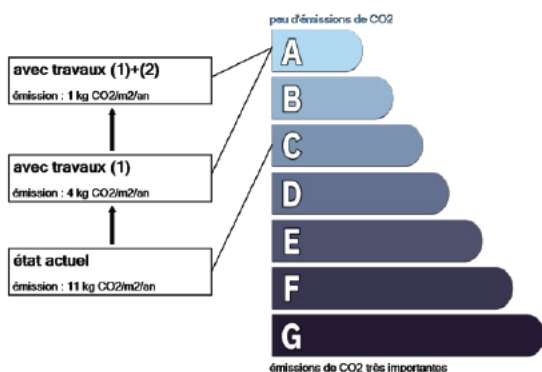 peu d'émissions de CO2
avec travaux (1)+(2)
émission : 1 kg CO2/m2/an
avec travaux (1)
émission : 4 kg CO2/m2/an
état actuel
émission : 11 kg CO2/m2/an
A
B
C
D
E
F
G
émissions de CO2 très importantes